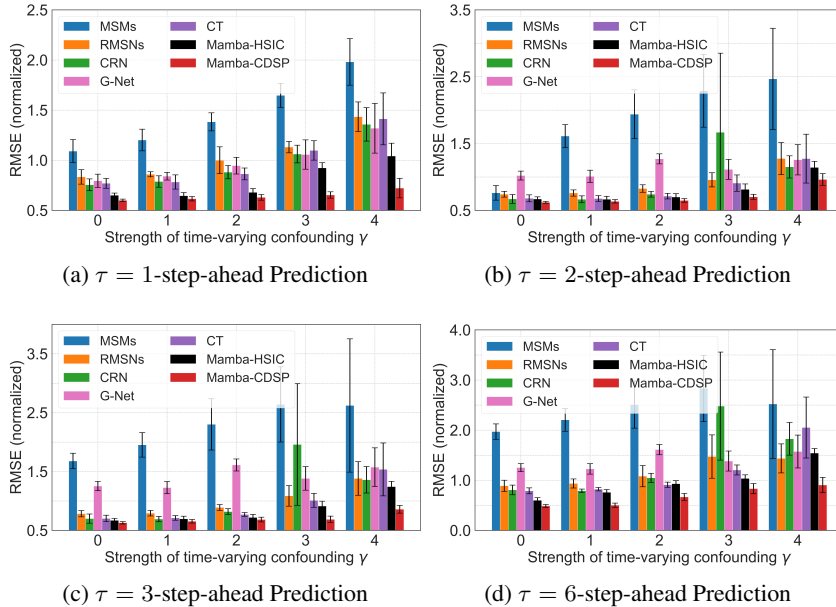 2.5
2.0
1.5
1.0
0.5
RMSE (normalized)
MSMs
RMSNs
CRN
G-Net
CT
Mamba-HSIC
Mamba-CDSP
0 1 2 3 4
Strength of time-varying confounding γ
(a) τ = 1-step-ahead Prediction
3.5
2.5
1.5
0.5
RMSE (normalized)
MSMs
RMSNs
CRN
G-Net
CT
Mamba-HSIC
Mamba-CDSP
0 1 2 3 4
Strength of time-varying confounding γ
(b) τ = 2-step-ahead Prediction
3.5
2.5
1.5
0.5
RMSE (normalized)
MSMs
RMSNs
CRN
G-Net
CT
Mamba-HSIC
Mamba-CDSP
0 1 2 3 4
Strength of time-varying confounding γ
(c) τ = 3-step-ahead Prediction
4.0
3.0
2.0
1.0
0.0
RMSE (normalized)
MSMs
RMSNs
CRN
G-Net
CT
Mamba-HSIC
Mamba-CDSP
0 1 2 3 4
Strength of time-varying confounding γ
(d) τ = 6-step-ahead Prediction